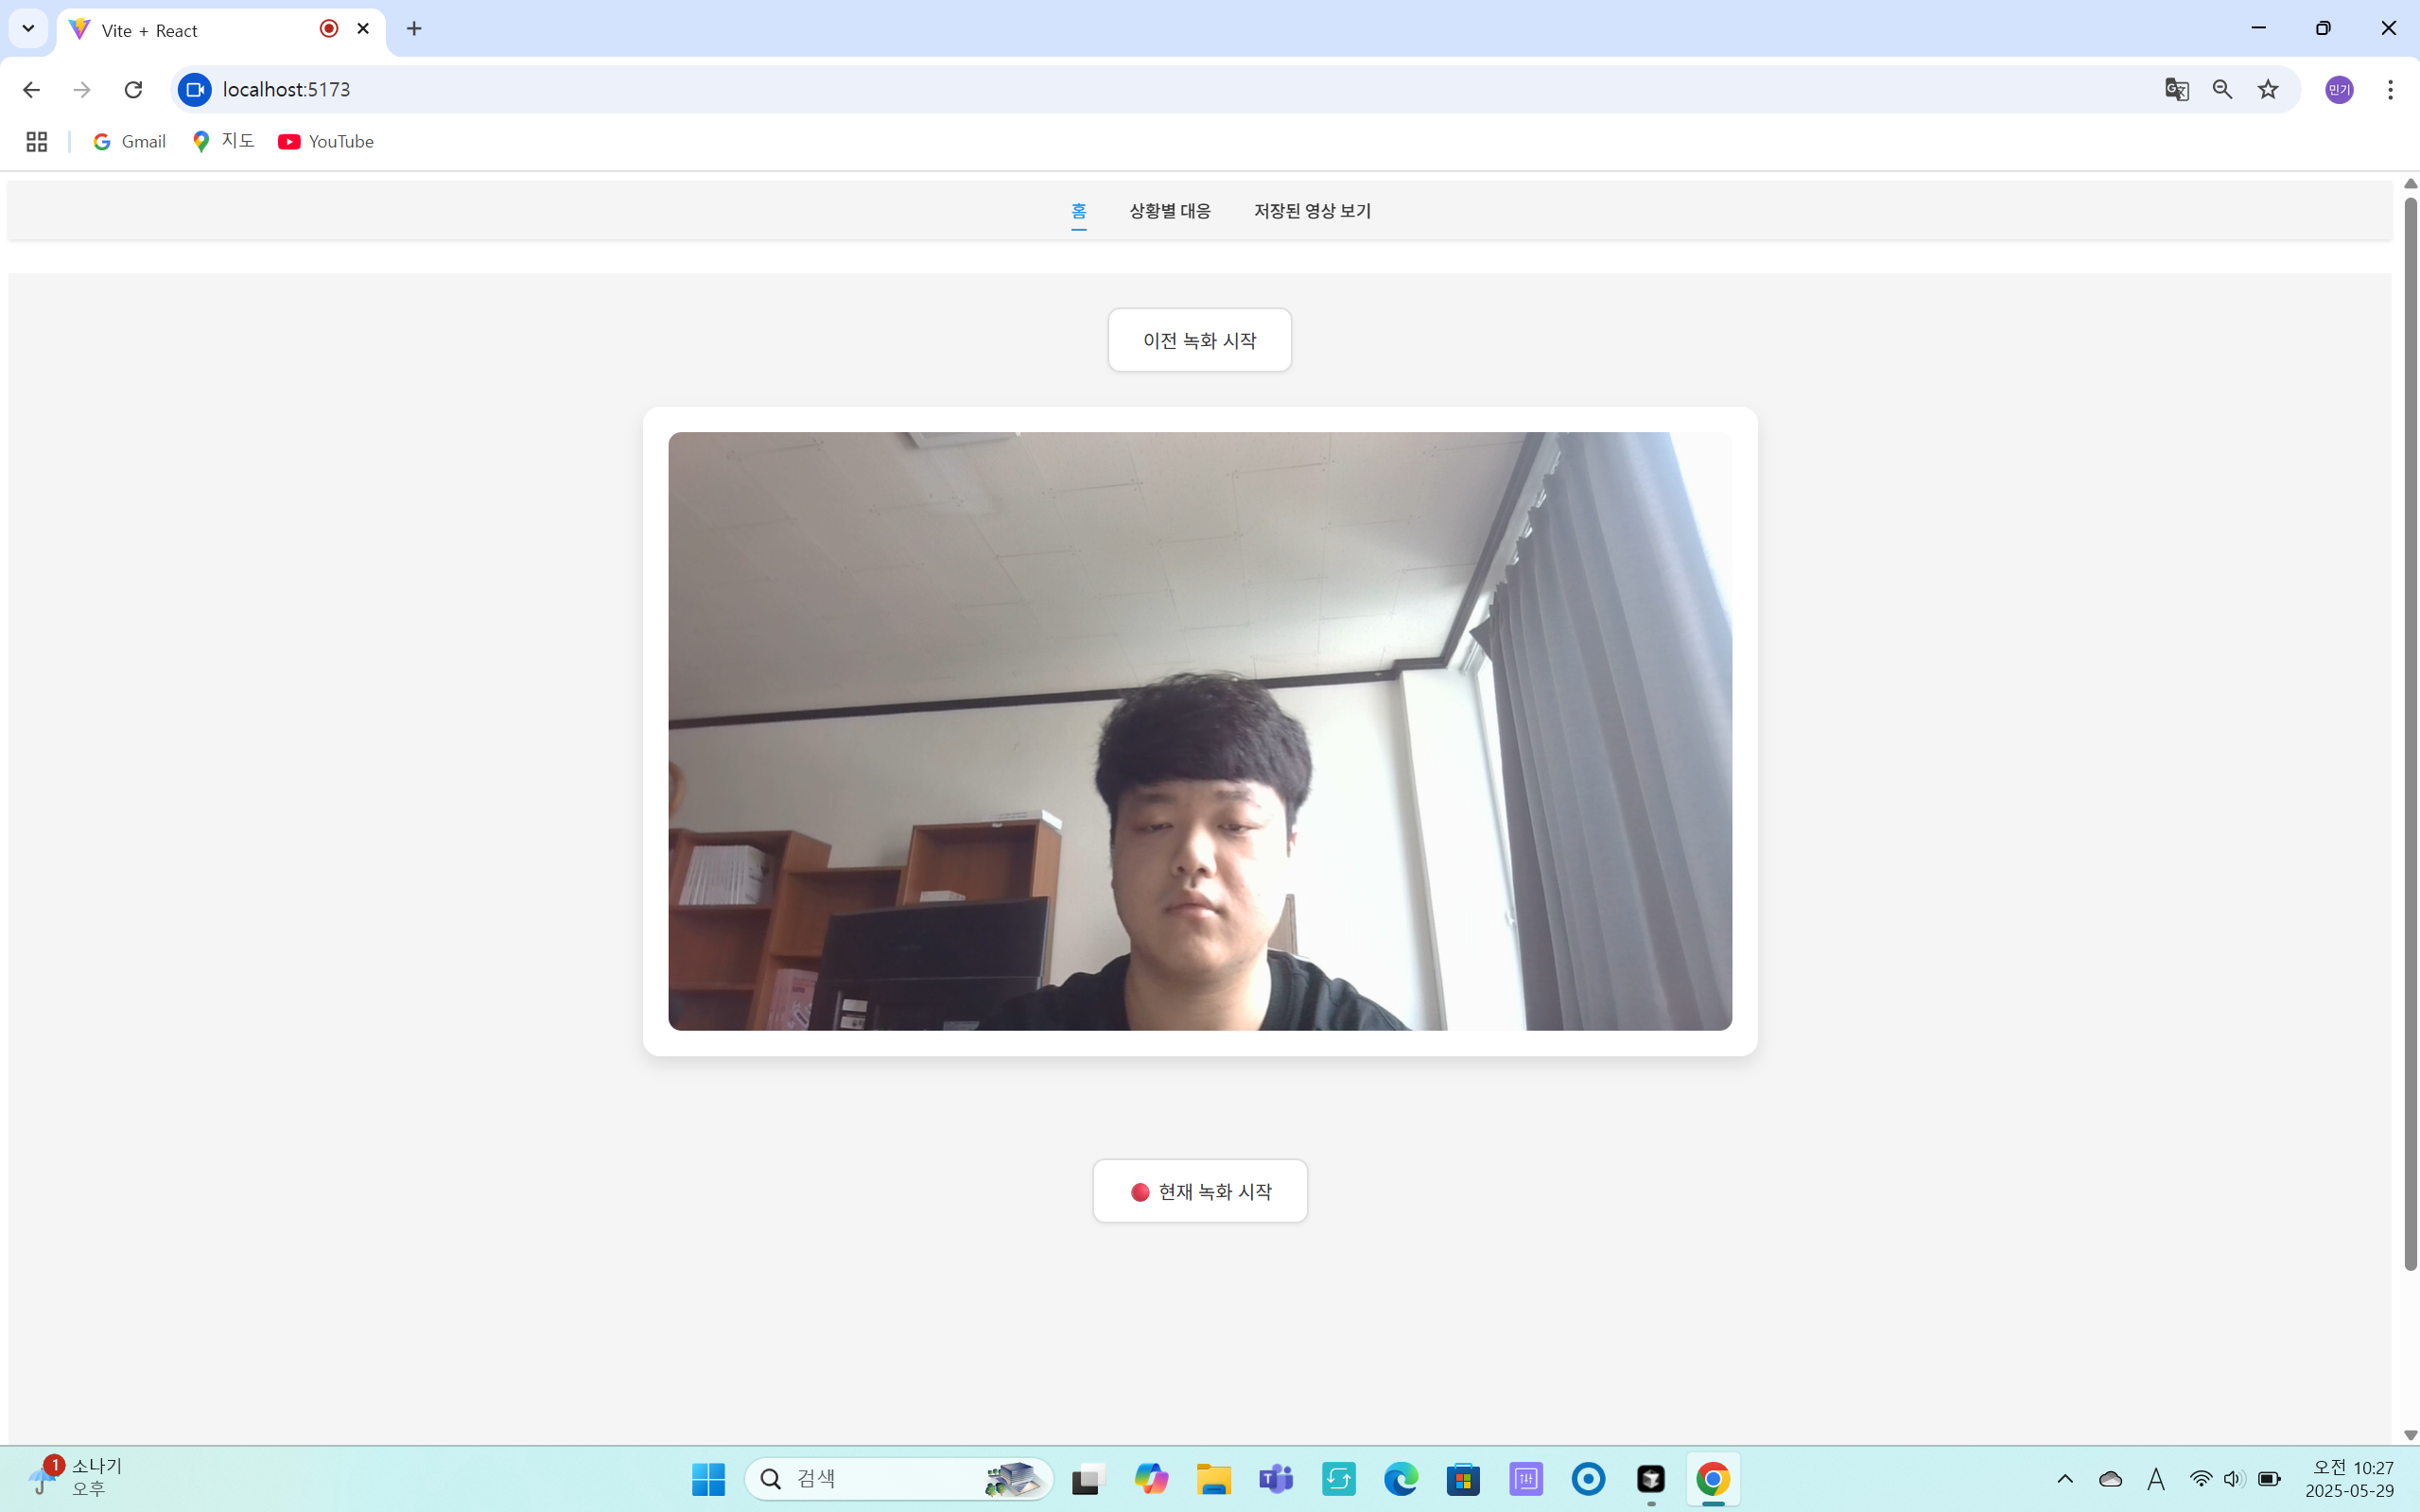 Vite + React
localhost:5173
민기
Gmail 지도 YouTube
홈 상황별 대응 저장된 영상 보기
이전 녹화 시작
현재 녹화 시작
1
소나기
오후
검색
A
오전 10:27
2025-05-29